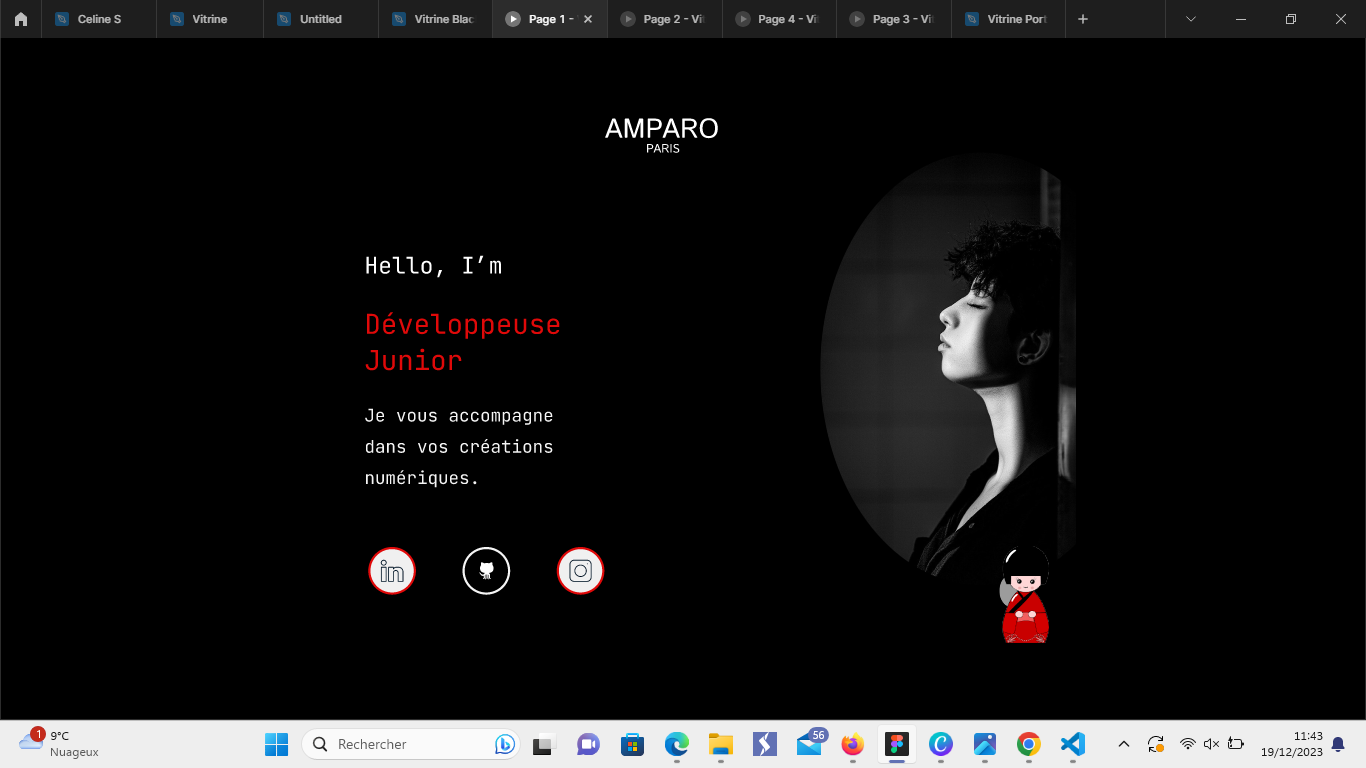 Celine S
Vitrine
Untitled
Vitrine Blac
Page 1 -
Page 2 - Vi
Page 4 - Vi
Page 3 - Vi
Vitrine Port
AMPARO
PARIS
Hello, I’m
Développeuse
Junior
Je vous accompagne
dans vos créations
numériques.
in
1
9°C
Nuageux
Rechercher
56
11:43
19/12/2023